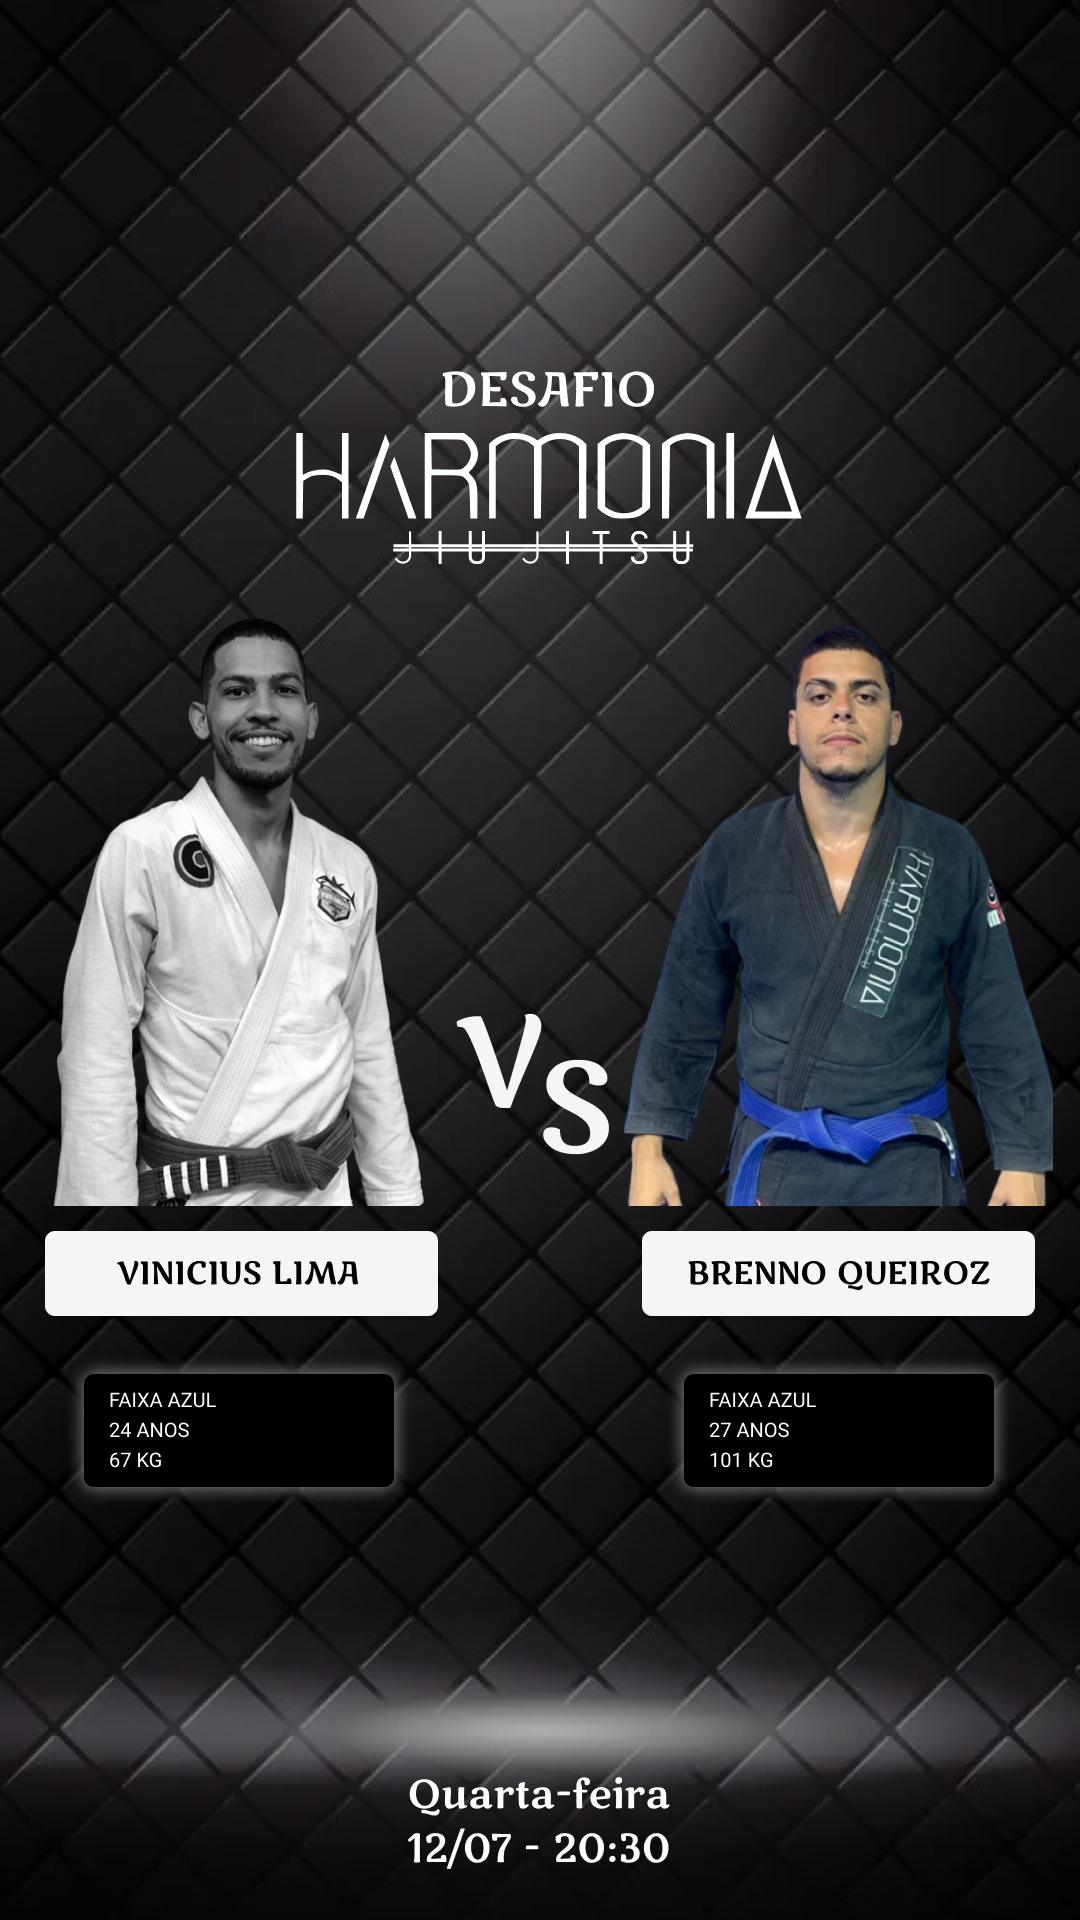 DESAFIO
HARMONIA
JIU JITSU
HARMONIA
VS
VINICIUS LIMA
BRENNO QUEIROZ
FAIXA AZUL
24 ANOS
67 KG
FAIXA AZUL
27 ANOS
101 KG
Quarta-feira
12/07 - 20:30